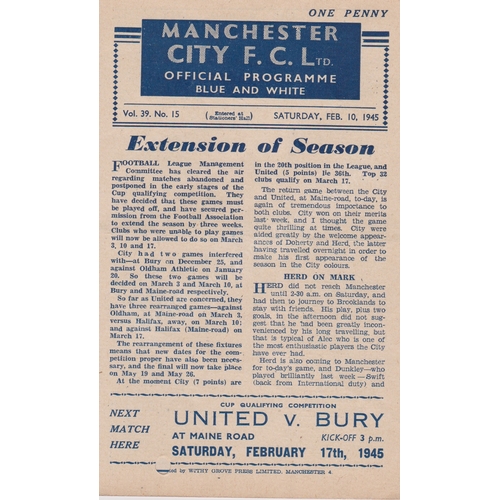 ONE PENNY
MANCHESTER
CITY F.C. LTD.
OFFICIAL PROGRAMME
BLUE AND WHITE
Vol. 39. No. 15
(Entered at
Stationers' Hall)
SATURDAY, FEB. 10, 1945
Extension of Season
FOOTBALL League Management
Committee has cleared the air
regarding matches abandoned and
postponed in the early stages of the
Cup qualifying competition. They
have decided that these games must
be played off, and have secured per-
mission from the Football Association
to extend the season by three weeks.
Clubs who were unable to play games
will now be allowed to do so on March
3, 10 and 17.
City had two games interfered
with—at Bury on December 25, and
against Oldham Athletic on January
20. So these two games will be
decided on March 3 and March 10, at
Bury and Maine-road respectively.
So far as United are concerned, they
have three rearranged games—against
Oldham, at Maine-road on March 3,
versus Halifax, away, on March 10;
and against Halifax (Maine-road) on
March 17.
The rearrangement of these fixtures
means that new dates for the com-
petition proper have also been neces-
sary, and the final will now take place
on May 19 and May 26.
At the moment City (7 points) are
in the 20th position in the League, and
United (5 points) lie 36th. Top 32
clubs qualify on March 17.
The return game between the City
and United, at Maine-road, to-day, is
again of tremendous importance to
both clubs. City won on their merits
last week, and I thought the game
quite thrilling at times. City were
aided greatly by the welcome appear-
ances of Doherty and Herd, the latter
having travelled overnight in order to
make his first appearance of the
season in the City colours.
HERD ON MARK
HERD did not reach Manchester
until 2-30 a.m. on Saturday, and
had then to journey to Brooklands to
stay with friends. His play, plus two
goals, in the afternoon did not sug-
gest that he had been greatly incon-
venienced by his long travelling, but
that is typical of Alec who is one of
the most enthusiastic players the City
have ever had.
Herd is also coming to Manchester
for to-day's game, and Dunkley—who
played brilliantly last week—Swift
(back from International duty) and
NEXT
MATCH
HERE
CUP QUALIFYING COMPETITION
UNITED v. BURY
AT MAINE ROAD KICK-OFF 3 p.m.
SATURDAY, FEBRUARY 17th, 1945
by WITHY GROVE PRESS LIMITED, MANCHESTER 4.